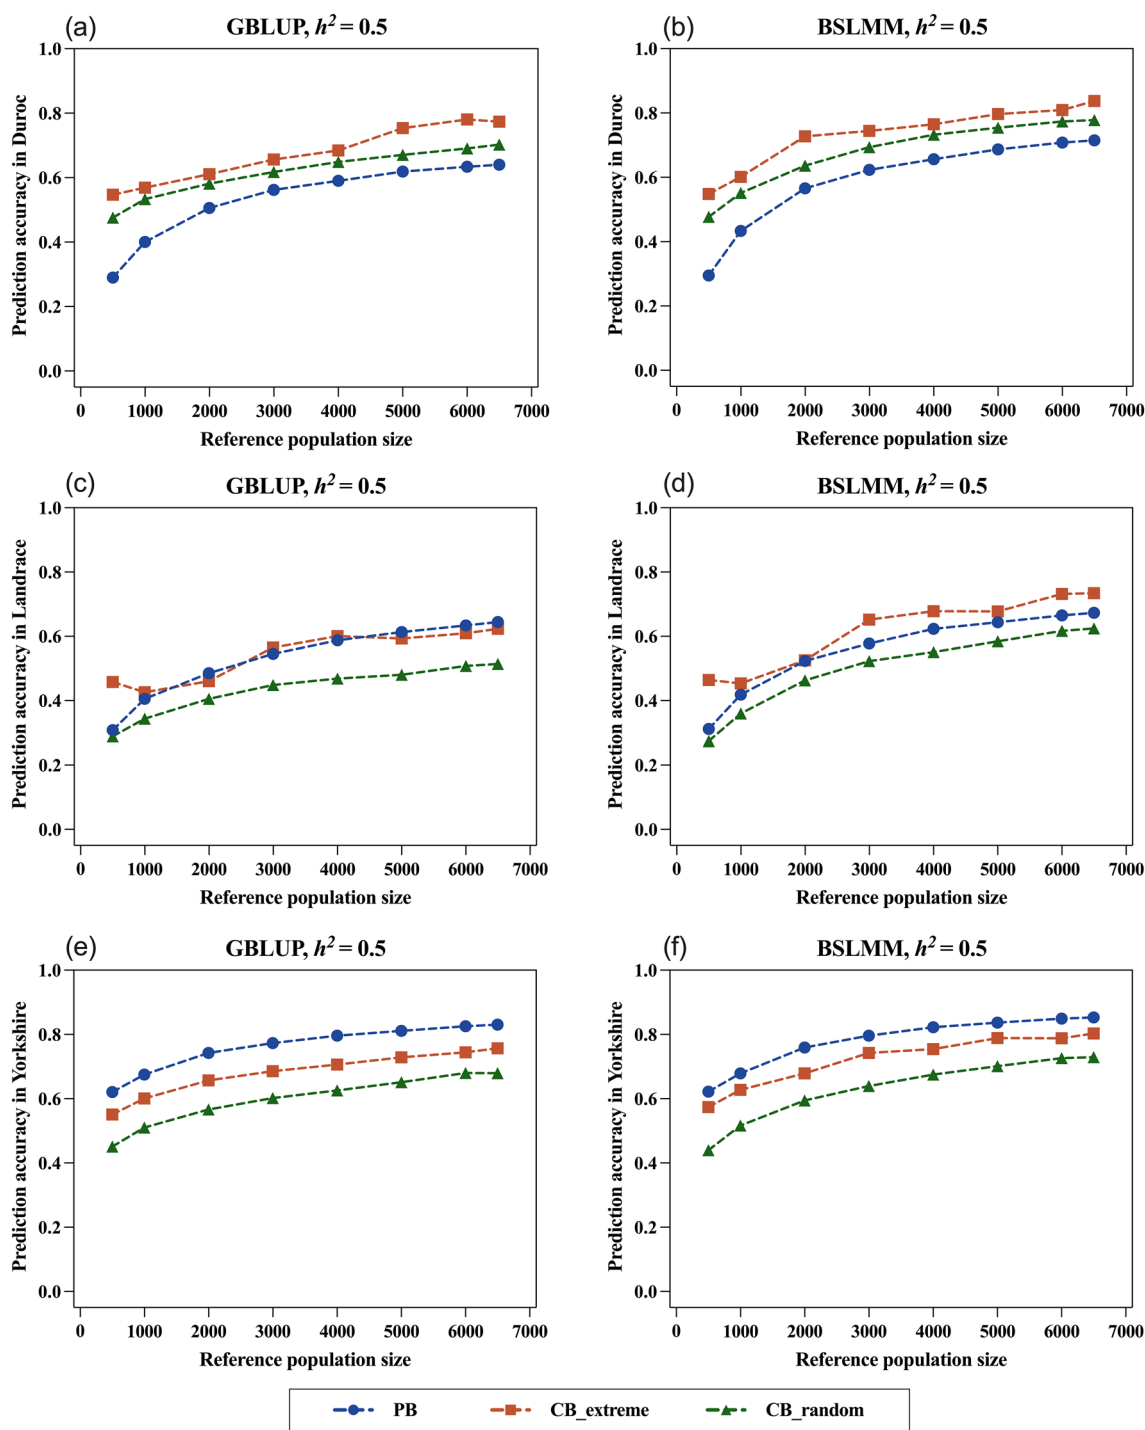 (a)
GBLUP, h² = 0.5
Prediction accuracy in Duroc
1.0
0.8
0.6
0.4
0.2
0.0
0 1000 2000 3000 4000 5000 6000 7000
Reference population size
(b)
BSLMM, h² = 0.5
Prediction accuracy in Duroc
1.0
0.8
0.6
0.4
0.2
0.0
0 1000 2000 3000 4000 5000 6000 7000
Reference population size
(c)
GBLUP, h² = 0.5
Prediction accuracy in Landrace
1.0
0.8
0.6
0.4
0.2
0.0
0 1000 2000 3000 4000 5000 6000 7000
Reference population size
(d)
BSLMM, h² = 0.5
Prediction accuracy in Landrace
1.0
0.8
0.6
0.4
0.2
0.0
0 1000 2000 3000 4000 5000 6000 7000
Reference population size
(e)
GBLUP, h² = 0.5
Prediction accuracy in Yorkshire
1.0
0.8
0.6
0.4
0.2
0.0
0 1000 2000 3000 4000 5000 6000 7000
Reference population size
(f)
BSLMM, h² = 0.5
Prediction accuracy in Yorkshire
1.0
0.8
0.6
0.4
0.2
0.0
0 1000 2000 3000 4000 5000 6000 7000
Reference population size
PB CB_extreme CB_random